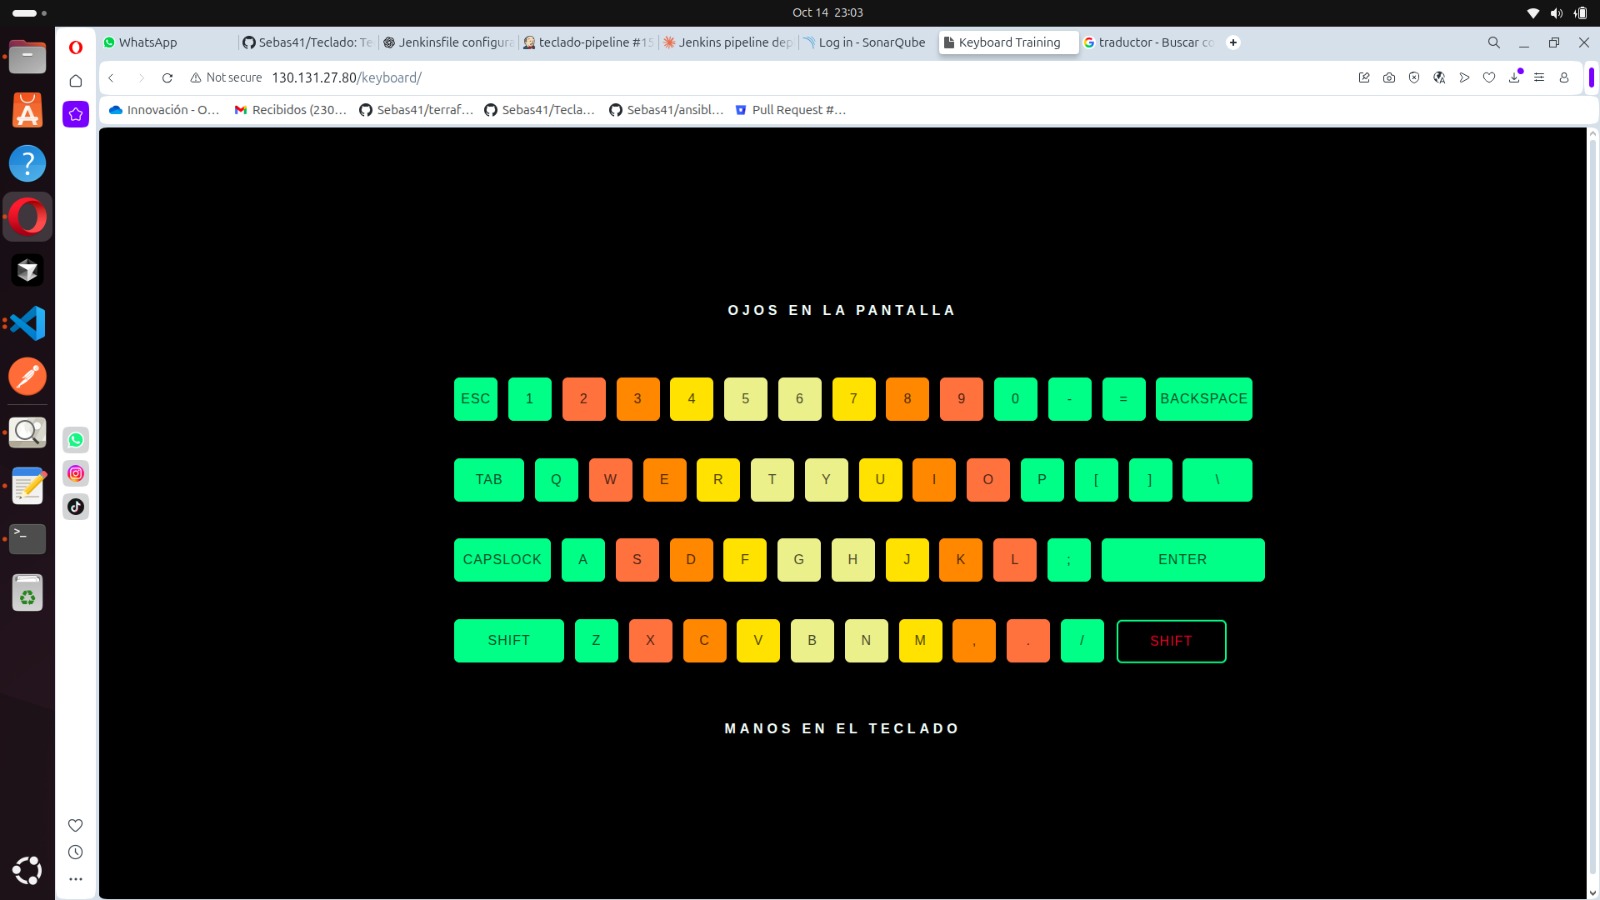 Oct 14 23:03
WhatsApp
Sebas41/Teclado: Te
Jenkinsfile configura
teclado-pipeline #15
Jenkins pipeline dep
Log in - SonarQube
Keyboard Training
traductor - Buscar co
Not secure 130.131.27.80/keyboard/
Innovación - O...
Recibidos (230...
Sebas41/terraf...
Sebas41/Tecla...
Sebas41/ansibl...
Pull Request #...
OJOS EN LA PANTALLA
ESC 1 2 3 4 5 6 7 8 9 0 - = BACKSPACE
TAB Q W E R T Y U I O P [ ] \
CAPSLOCK A S D F G H J K L ; ENTER
SHIFT Z X C V B N M , . / SHIFT
MANOS EN EL TECLADO